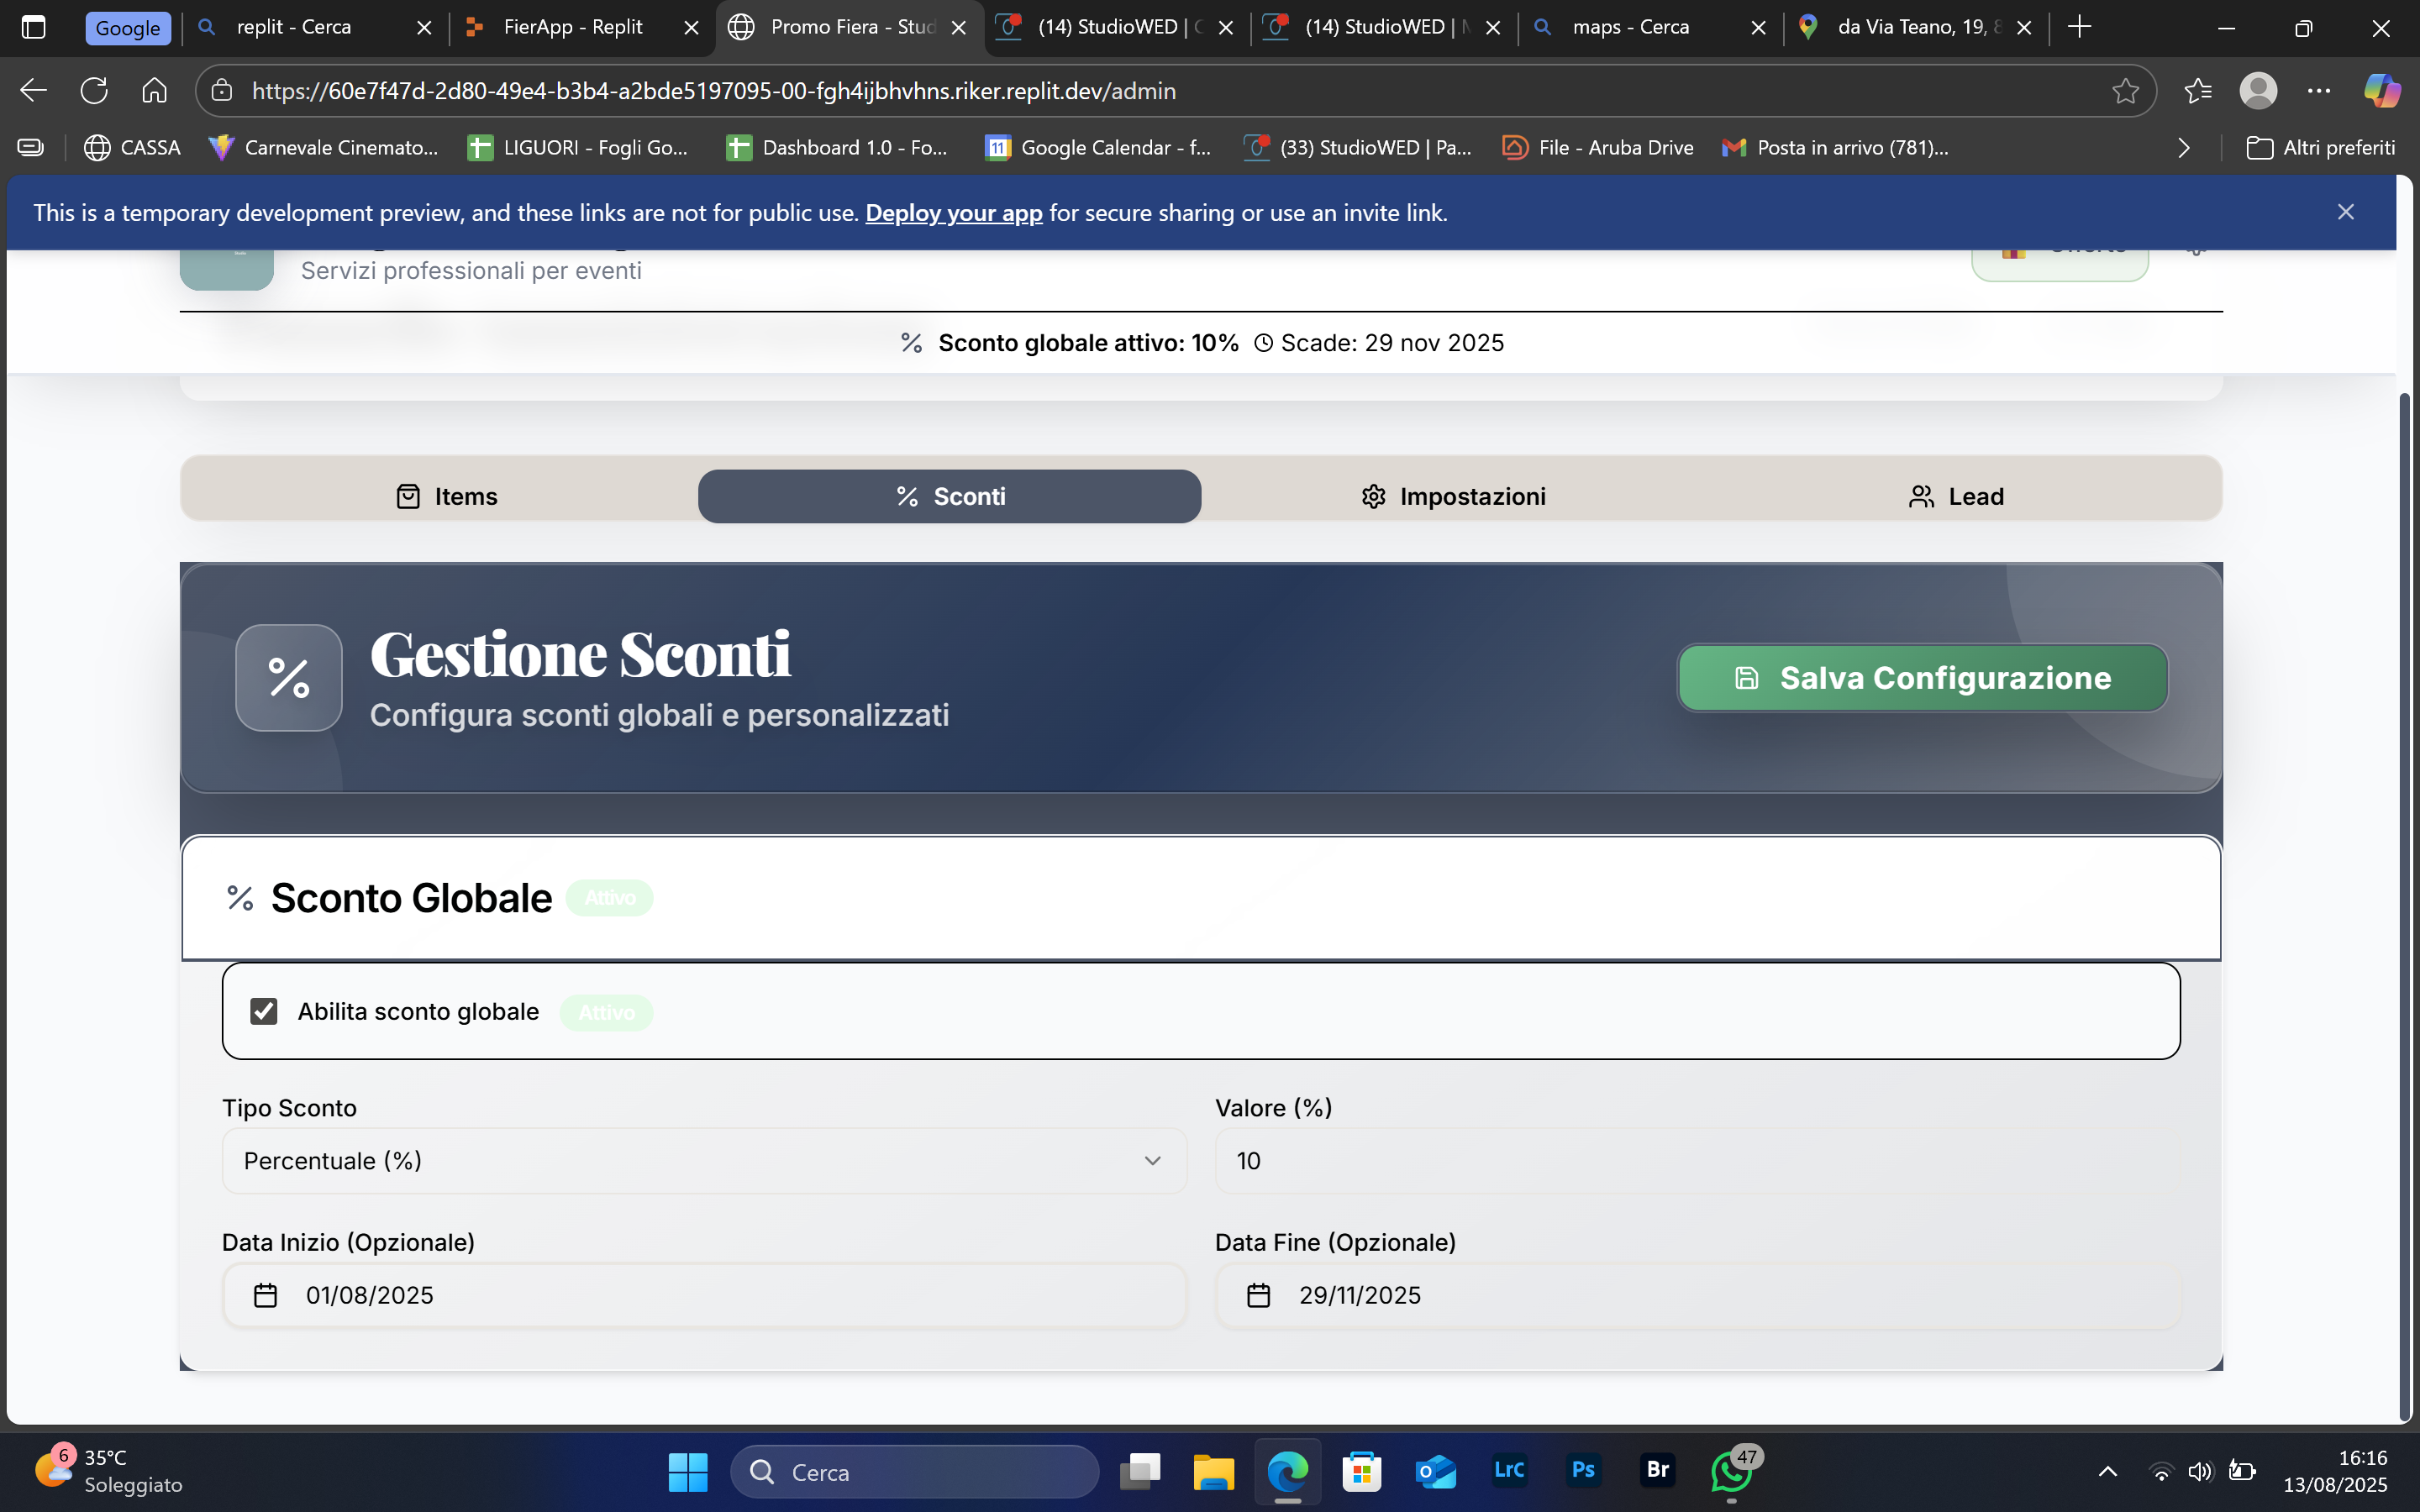 Google
replit - Cerca
FierApp - Replit
Promo Fiera - Stud
(14) StudioWED |
(14) StudioWED |
maps - Cerca
da Via Teano, 19,
https://60e7f47d-2d80-49e4-b3b4-a2bde5197095-00-fgh4ijbhvhns.riker.replit.dev/admin
CASSA
Carnevale Cinemato...
LIGUORI - Fogli Go...
Dashboard 1.0 - Fo...
11
Google Calendar - f...
(33) StudioWED | Pa...
File - Aruba Drive
Posta in arrivo (781)...
Altri preferiti
This is a temporary development preview, and these links are not for public use. Deploy your app for secure sharing or use an invite link.
Servizi professionali per eventi
Sconto globale attivo: 10% Scade: 29 nov 2025
Items
% Sconti
Impostazioni
Lead
%
Gestione Sconti
Configura sconti globali e personalizzati
Salva Configurazione
% Sconto Globale Attivo
Abilita sconto globale Attivo
Tipo Sconto
Valore (%)
Percentuale (%)
10
Data Inizio (Opzionale)
Data Fine (Opzionale)
01/08/2025
29/11/2025
6
35°C
Soleggiato
Cerca
LrC
Ps
Br
47
16:16
13/08/2025